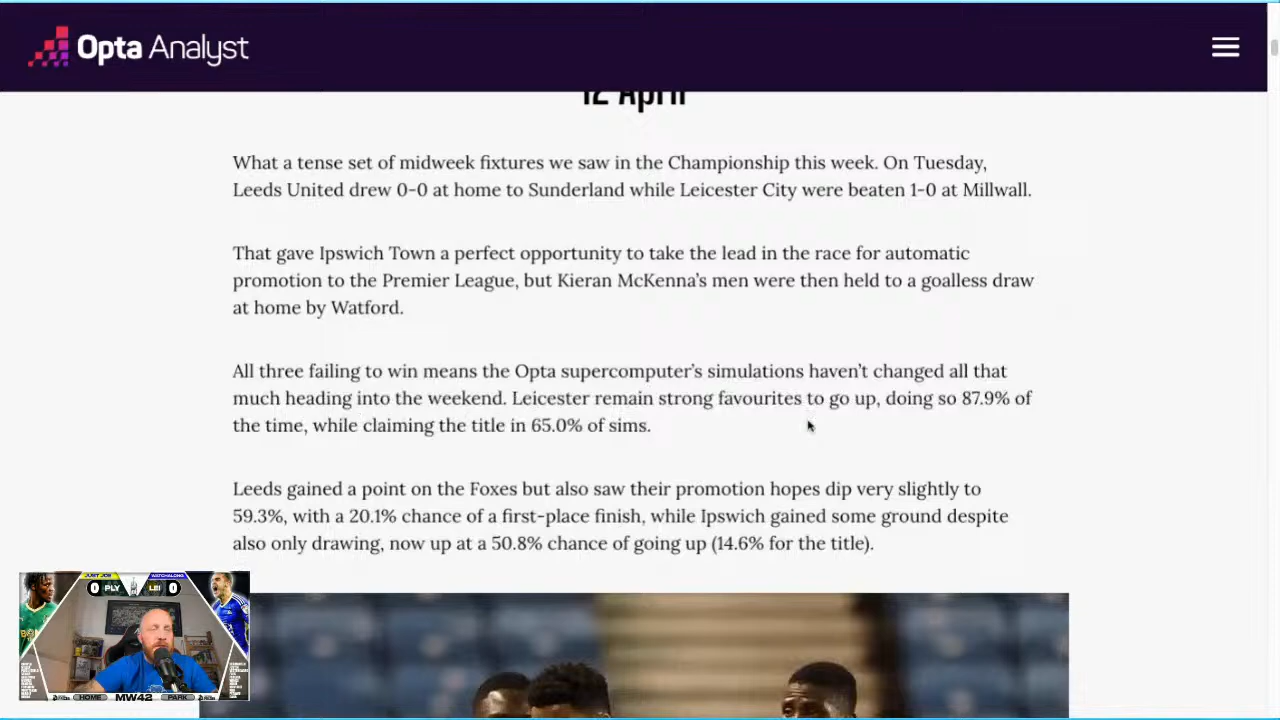 Opta Analyst
12 April
What a tense set of midweek fixtures we saw in the Championship this week. On Tuesday,
Leeds United drew 0-0 at home to Sunderland while Leicester City were beaten 1-0 at Millwall.
That gave Ipswich Town a perfect opportunity to take the lead in the race for automatic
promotion to the Premier League, but Kieran McKenna’s men were then held to a goalless draw
at home by Watford.
All three failing to win means the Opta supercomputer’s simulations haven’t changed all that
much heading into the weekend. Leicester remain strong favourites to go up, doing so 87.9% of
the time, while claiming the title in 65.0% of sims.
Leeds gained a point on the Foxes but also saw their promotion hopes dip very slightly to
59.3%, with a 20.1% chance of a first-place finish, while Ipswich gained some ground despite
also only drawing, now up at a 50.8% chance of going up (14.6% for the title).
JUST JOE WATCHALONG
0 PLY LEI 0
HOME MW42 PARK